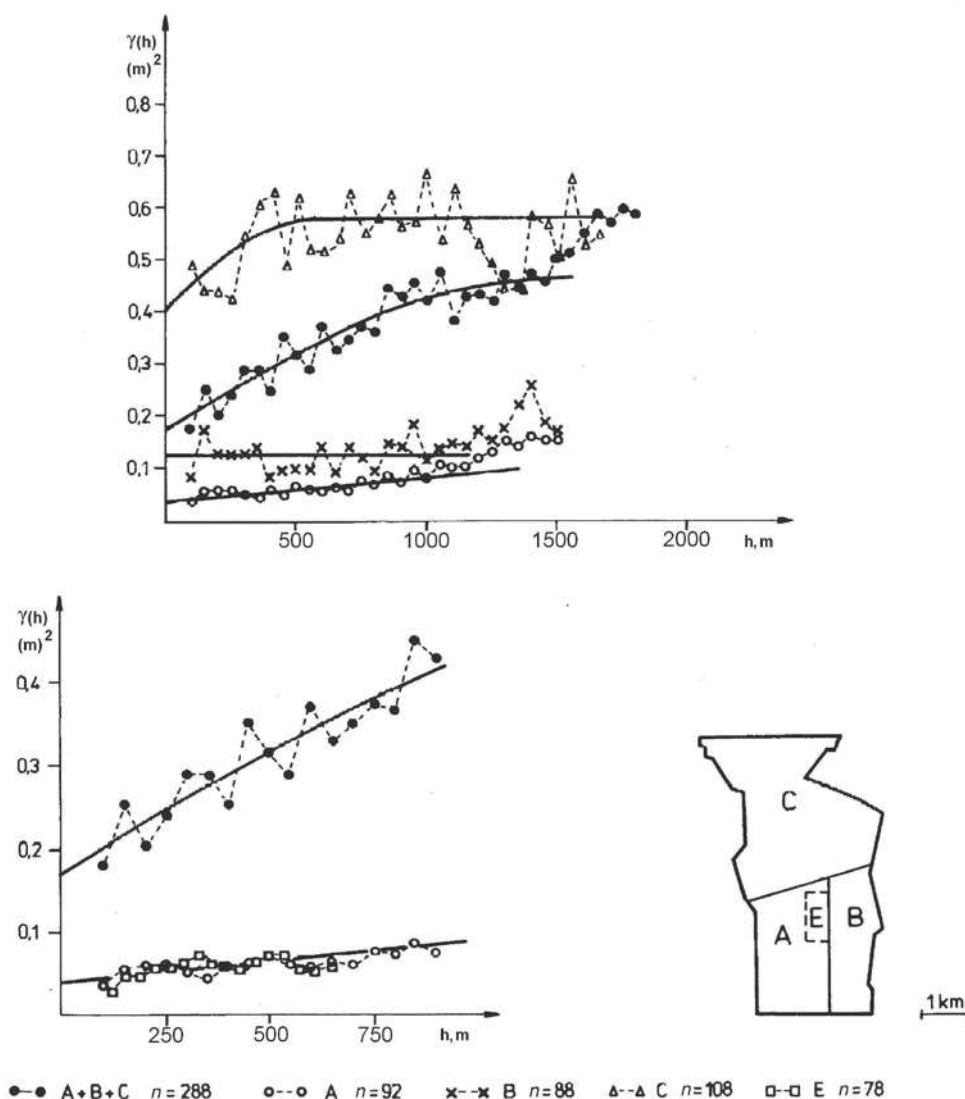 γ(h)
(m)²
0,8
0,7
0,6
0,5
0,4
0,3
0,2
0,1
500 1000 1500 2000
h, m
γ(h)
(m)²
0,4
0,3
0,2
0,1
250 500 750 h, m
C
E
A B
1 km
A+B+C n=288 A n=92 B n=88 C n=108 E n=78